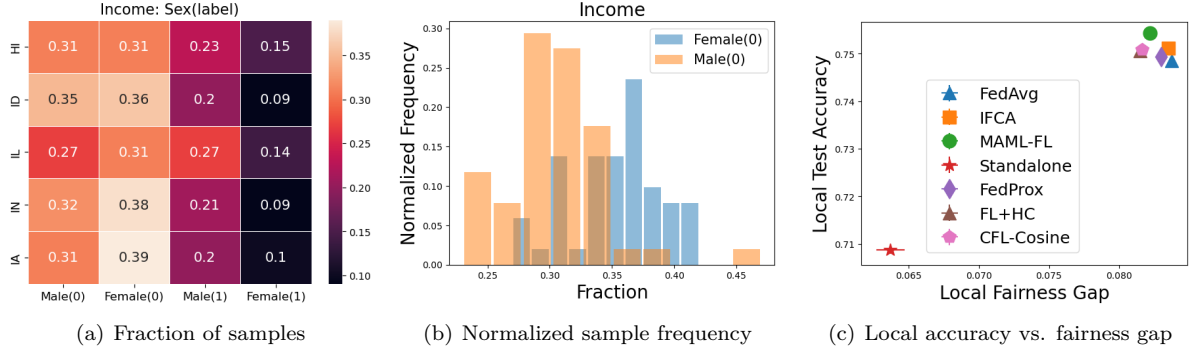 Income: Sex(label)
HI 0.31 0.31 0.23 0.15
ID 0.35 0.36 0.2 0.09
IL 0.27 0.31 0.27 0.14
IN 0.32 0.38 0.21 0.09
IA 0.31 0.39 0.2 0.1
Male(0) Female(0) Male(1) Female(1)
0.35
0.30
0.25
0.20
0.15
0.10
(a) Fraction of samples
Income
Normalized Frequency
0.30
0.25
0.20
0.15
0.10
0.05
0.00
Female(0)
Male(0)
0.25 0.30 0.35 0.40 0.45
Fraction
(b) Normalized sample frequency
Local Test Accuracy
0.75
0.74
0.73
0.72
0.71
FedAvg
IFCA
MAML-FL
Standalone
FedProx
FL+HC
CFL-Cosine
0.065 0.070 0.075 0.080
Local Fairness Gap
(c) Local accuracy vs. fairness gap